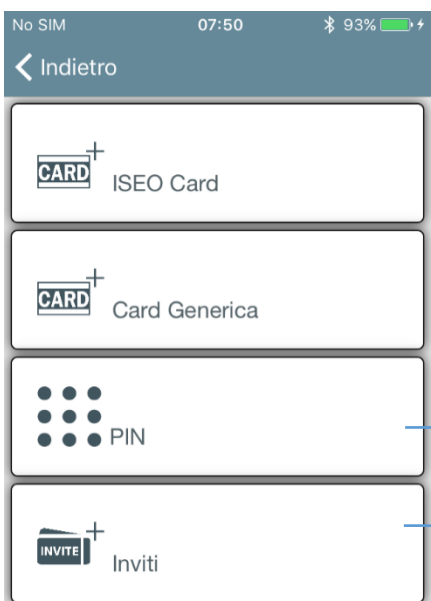 No SIM 07:50 93%
Indietro
CARD
ISEO Card
CARD
Card Generica
PIN
INVITE
Inviti